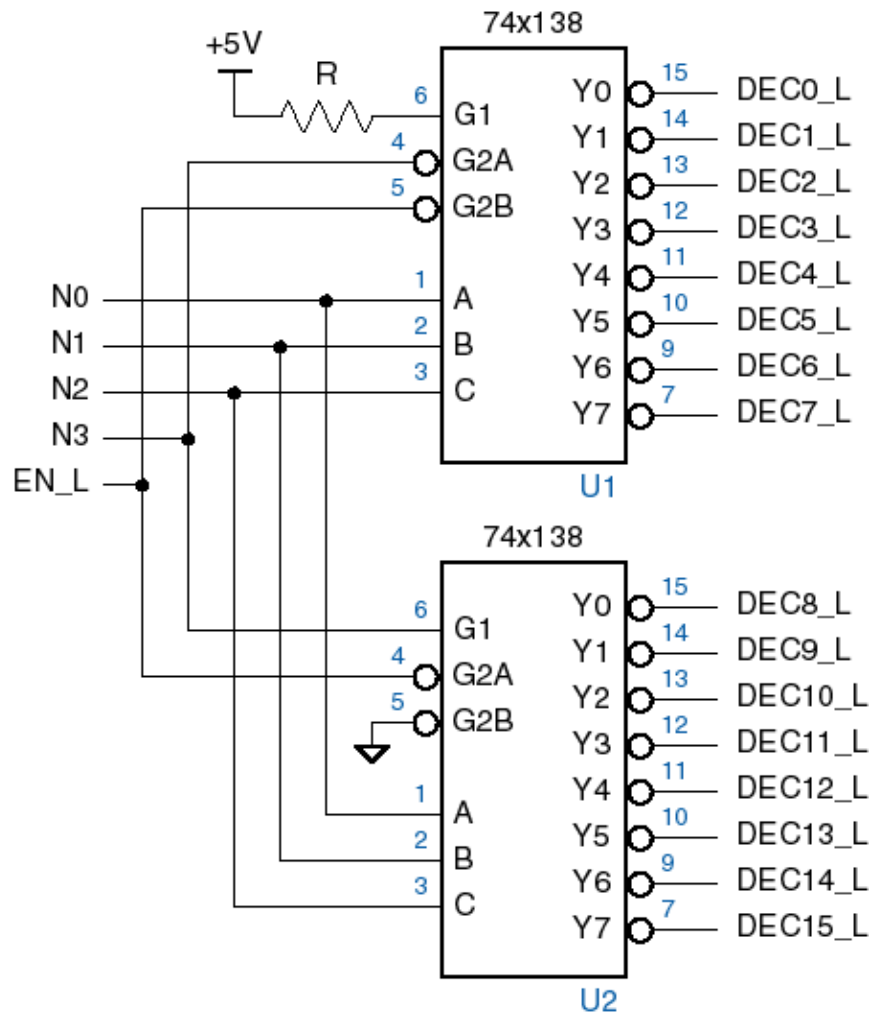 74x138
+5V
R
6
G1
4
G2A
5
G2B
N0
1
A
N1
2
B
N2
3
C
N3
EN_L
Y0
15
DEC0_L
Y1
14
DEC1_L
Y2
13
DEC2_L
Y3
12
DEC3_L
Y4
11
DEC4_L
Y5
10
DEC5_L
Y6
9
DEC6_L
Y7
7
DEC7_L
U1
74x138
6
G1
4
G2A
5
G2B
1
A
2
B
3
C
Y0
15
DEC8_L
Y1
14
DEC9_L
Y2
13
DEC10_L
Y3
12
DEC11_L
Y4
11
DEC12_L
Y5
10
DEC13_L
Y6
9
DEC14_L
Y7
7
DEC15_L
U2